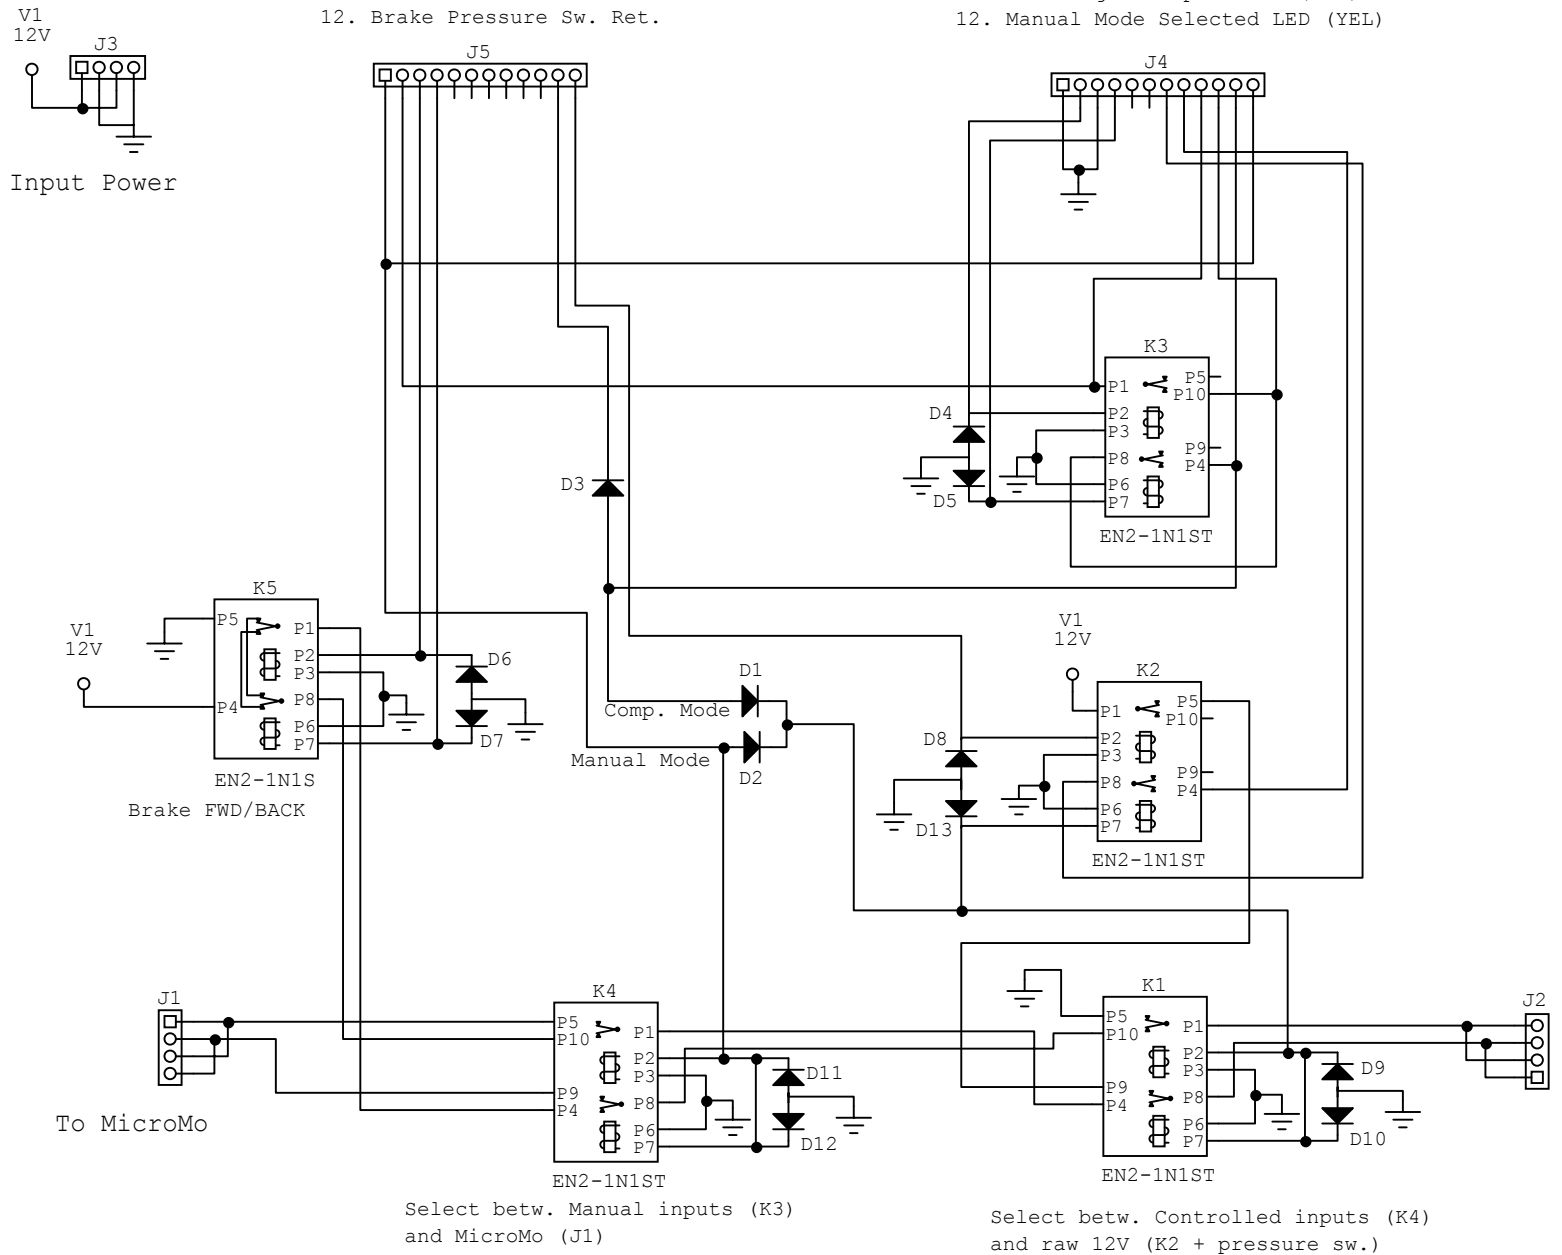 V1
12V
J3
12. Brake Pressure Sw. Ret.
J5
12. Manual Mode Selected LED (YEL)
J4
Input Power
K3
P1
P5
P10
D4
P2
P3
P9
P8
P4
D3
P6
D5
P7
EN2-1N1ST
K5
P5
V1
12V
P1
P2
D6
P3
P8
P4
P6
P7
D7
EN2-1N1S
Brake FWD/BACK
D1
Comp. Mode
Manual Mode
D2
V1
12V
K2
P5
P1
P10
D8
P2
P3
P9
P8
P4
P6
D13
P7
EN2-1N1ST
J1
K4
P5
P1
P10
P2
P3
D11
P9
P8
P4
P6
P7
D12
EN2-1N1ST
To MicroMo
Select betw. Manual inputs (K3)
and MicroMo (J1)
K1
J2
P5
P1
P10
P2
P3
D9
P9
P8
P4
P6
P7
D10
EN2-1N1ST
Select betw. Controlled inputs (K4)
and raw 12V (K2 + pressure sw.)